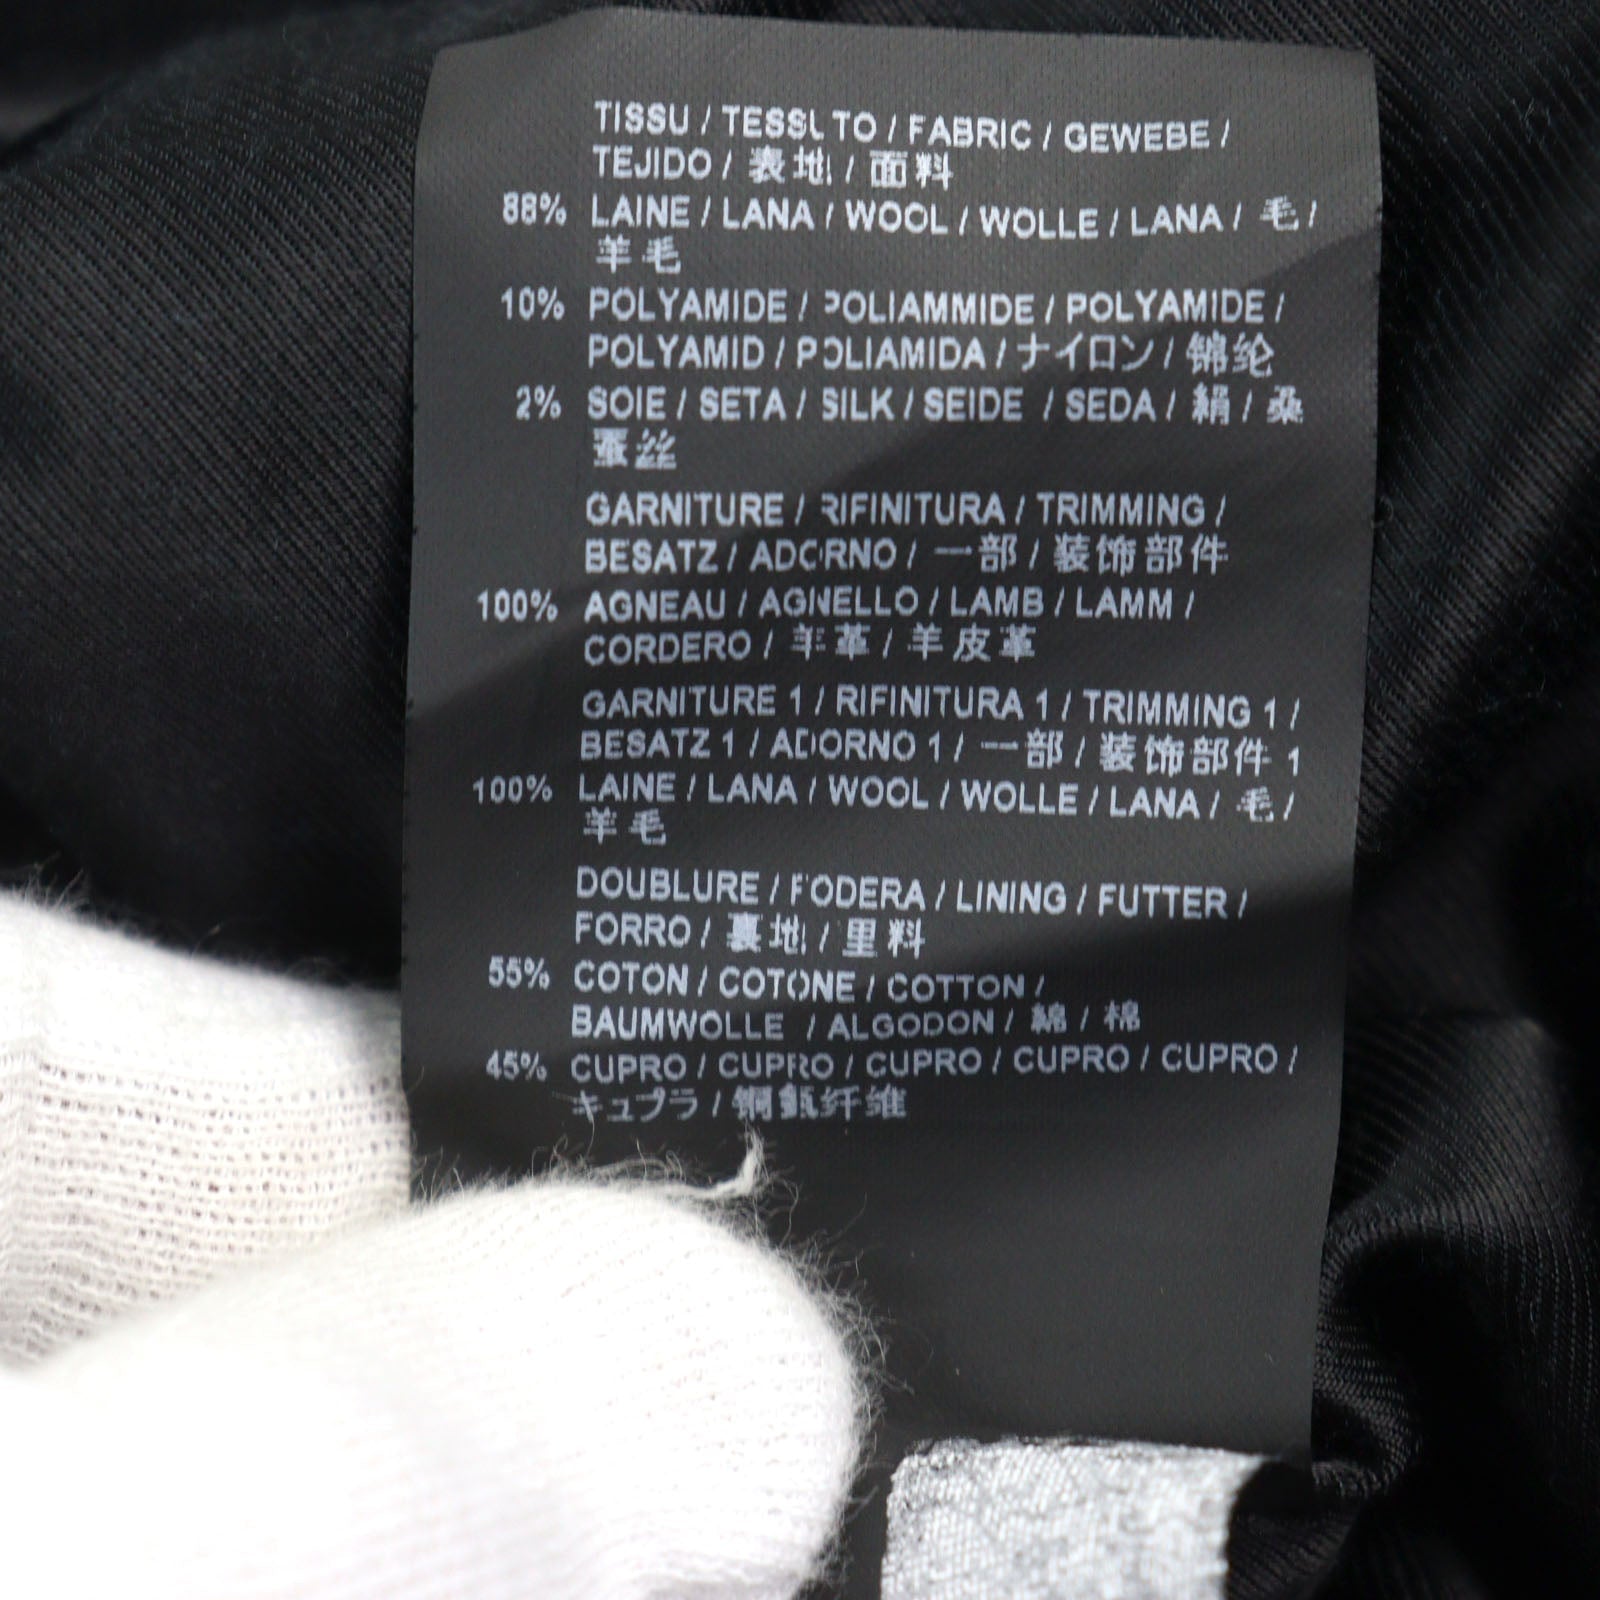 TISSU / TESSUTO / FABRIC / GEWEBE /
TEJIDO / 表地 / 面料
88% LAINE / LANA / WOOL / WOLLE / LANA / 毛 /
羊毛
10% POLYAMIDE / POLIAMMIDE / POLYAMIDE /
POLYAMID / POLIAMIDA / ナイロン / 锦纶
2% SOIE / SETA / SILK / SEIDE / SEDA / 絹 / 桑
蚕丝
GARNITURE / RIFINITURA / TRIMMING /
BESATZ / ADORNO / 一部 / 装饰部件
100% AGNEAU / AGNELLO / LAMB / LAMM /
CORDERO / 羊革 / 羊皮革
GARNITURE 1 / RIFINITURA 1 / TRIMMING 1 /
BESATZ 1 / ADORNO 1 / 一部 / 装饰部件 1
100% LAINE / LANA / WOOL / WOLLE / LANA / 毛 /
羊毛
DOUBLURE / FODERA / LINING / FUTTER /
FORRO / 裏地 / 里料
55% COTON / COTONE / COTTON /
BAUMWOLLE / ALGODON / 綿 / 棉
45% CUPRO / CUPRO / CUPRO / CUPRO / CUPRO /
キュプラ / 铜氨纤维